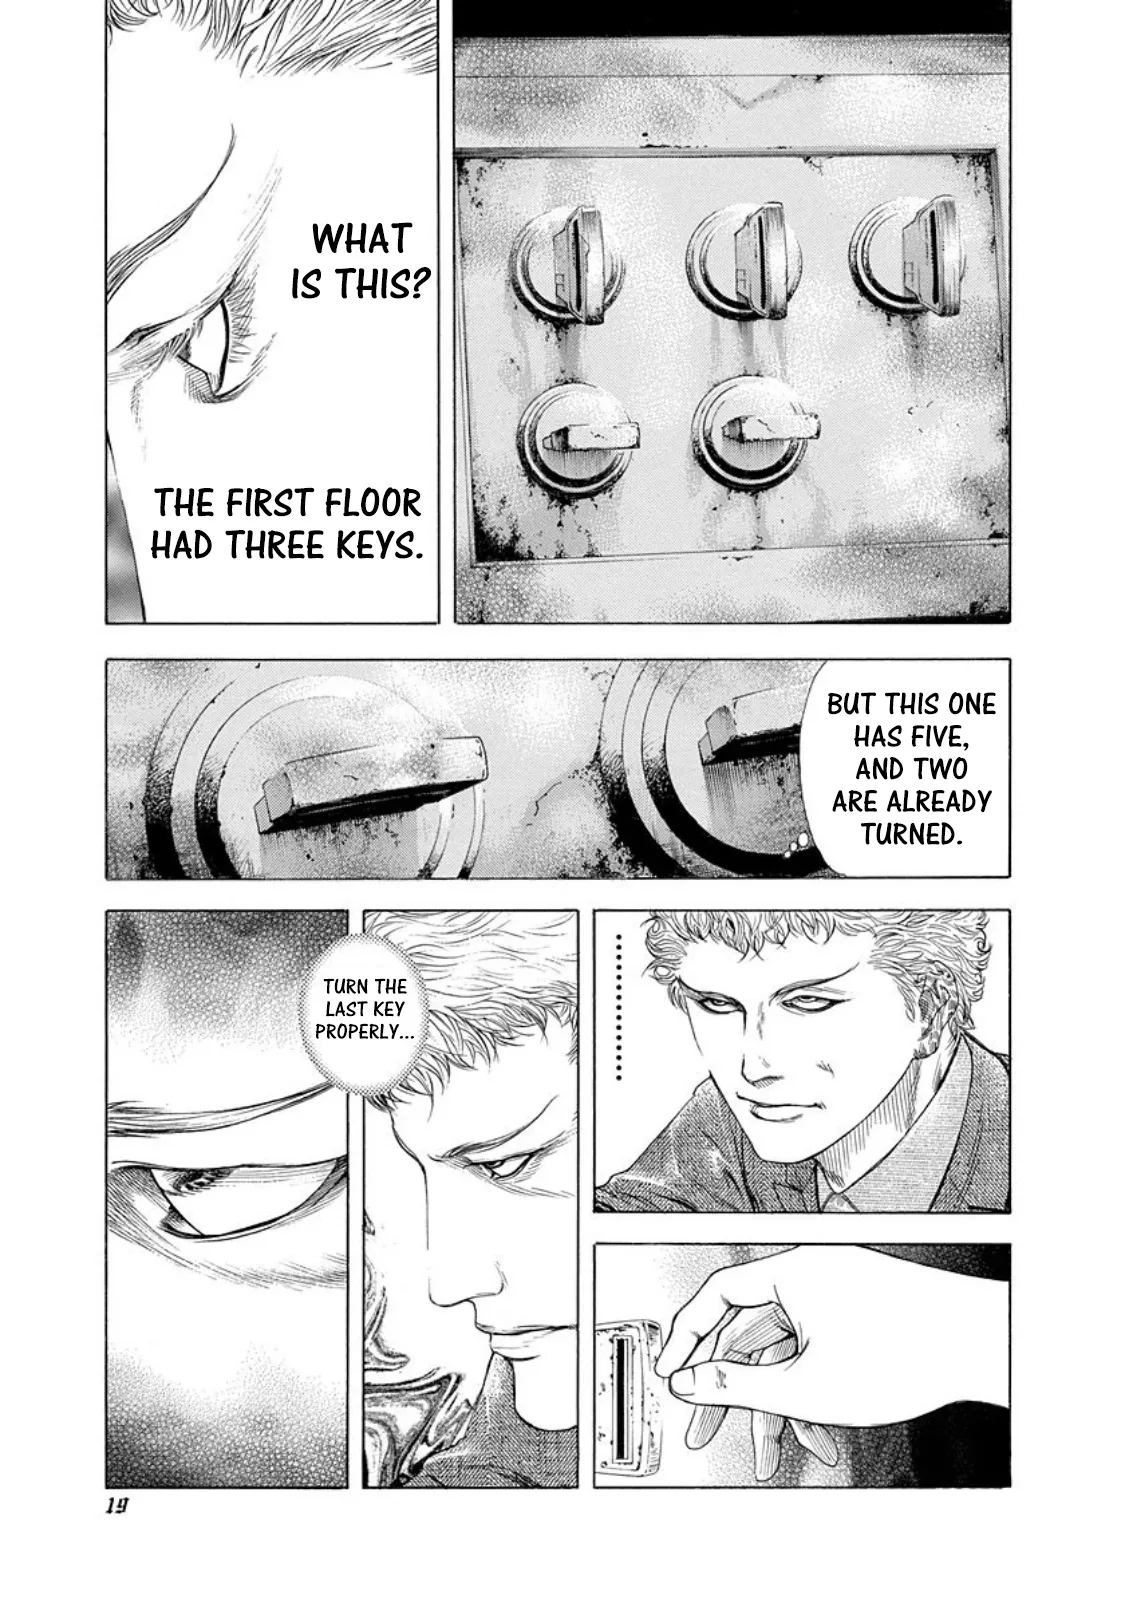 WHAT
IS THIS?
THE FIRST FLOOR
HAD THREE KEYS.
BUT THIS ONE
HAS FIVE,
AND TWO
ARE ALREADY
TURNED.
TURN THE
LAST KEY
PROPERLY...
19